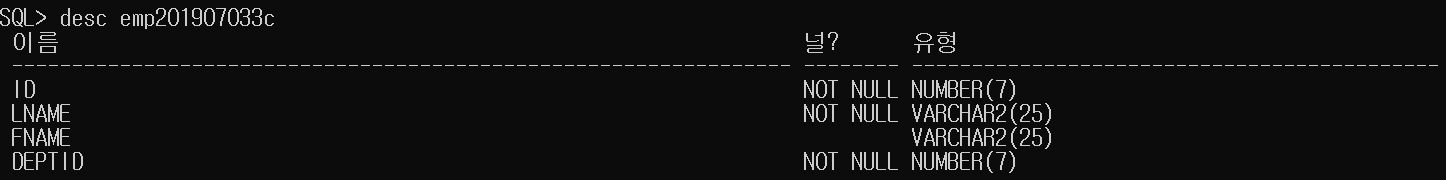 SQL> desc emp201907033c
이름 널? 유형
----------------------------------------------------------------- -------- --------------------------------------------
ID NOT NULL NUMBER(7)
LNAME NOT NULL VARCHAR2(25)
FNAME VARCHAR2(25)
DEPTID NOT NULL NUMBER(7)